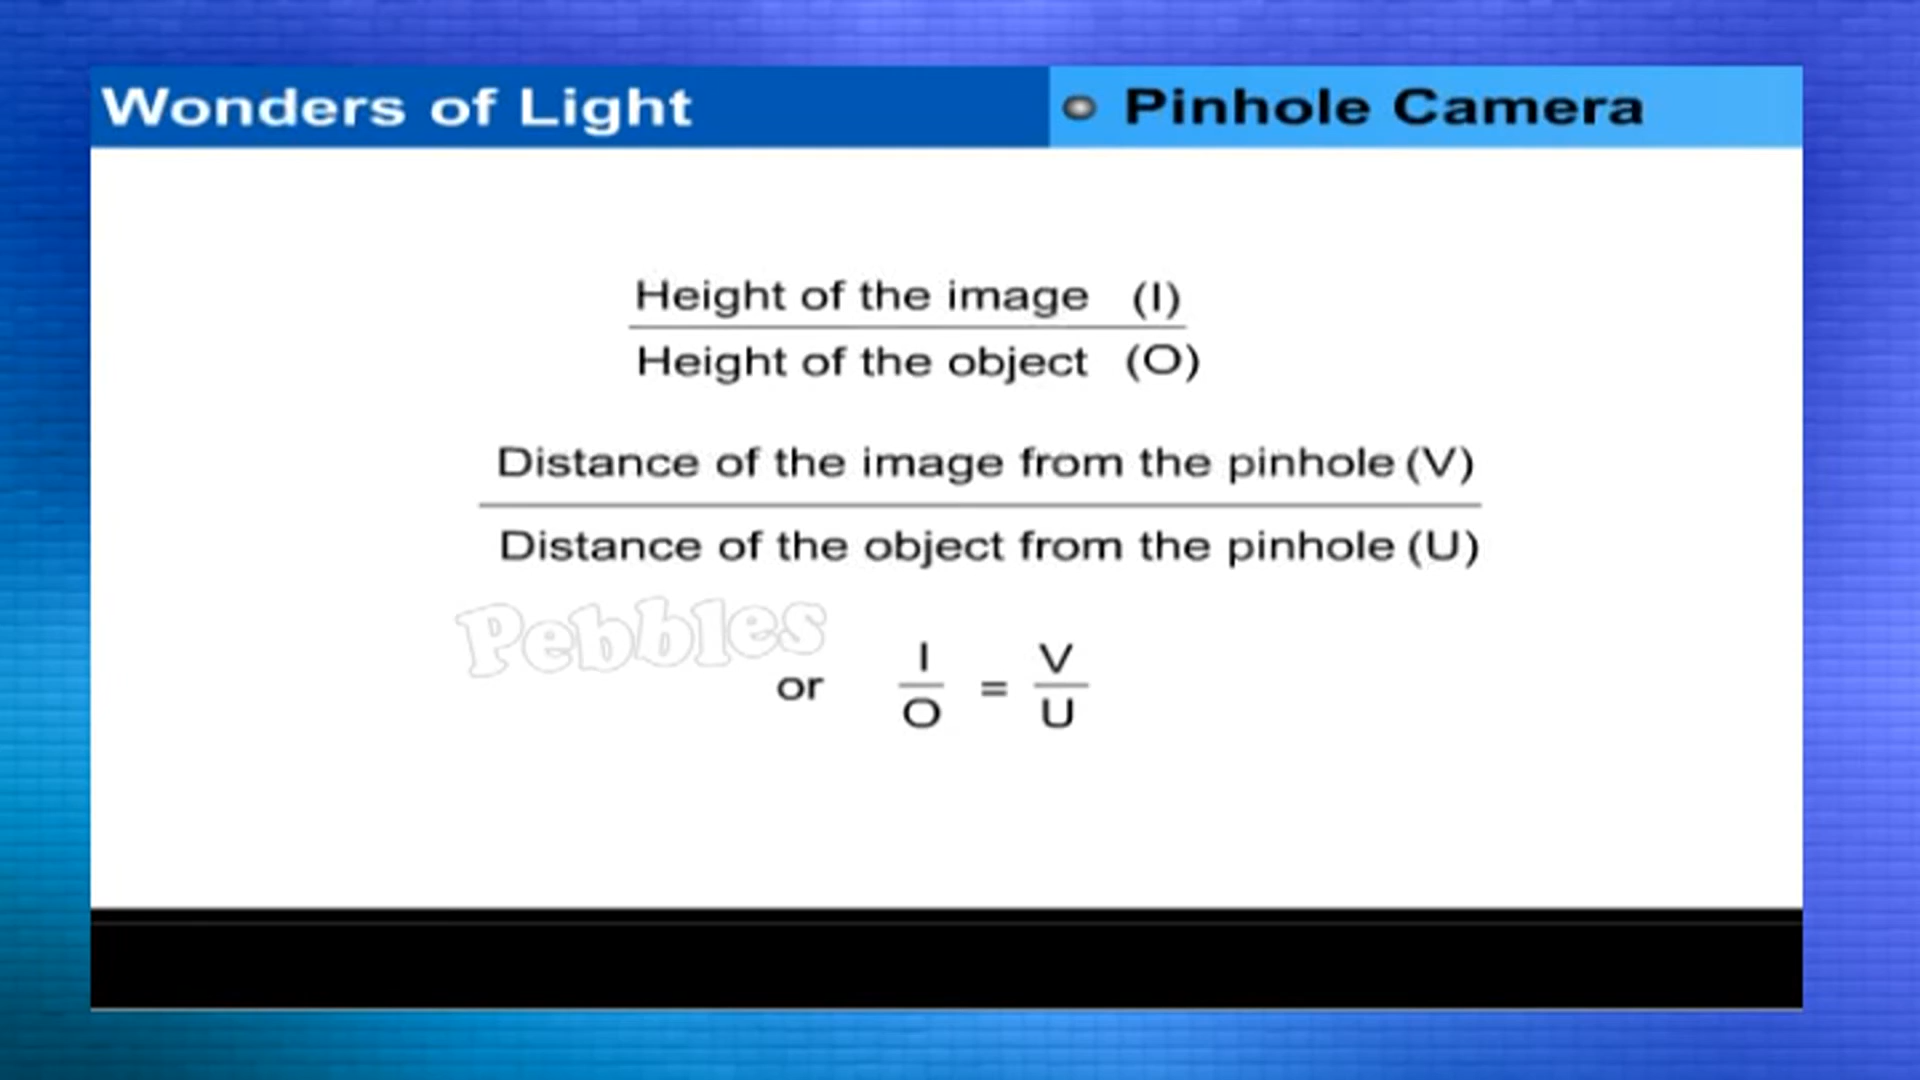 Wonders of Light
Pinhole Camera
Height of the image (I)
Height of the object (O)
Distance of the image from the pinhole (V)
Distance of the object from the pinhole (U)
Pebbles
or I/O = V/U